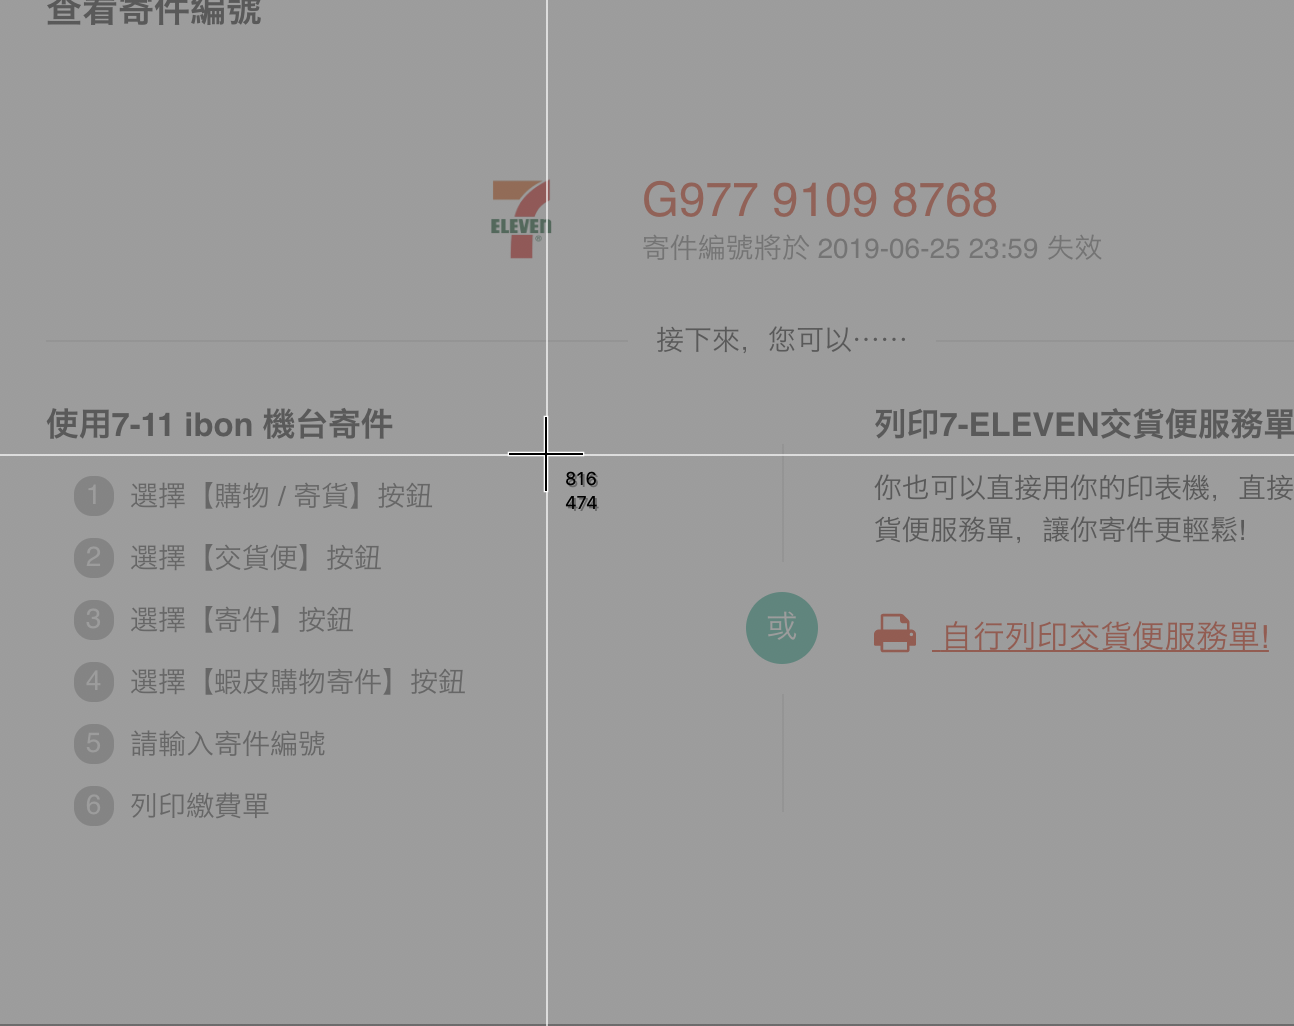 查看寄件編號
7
ELEVEN
®
G977 9109 8768
寄件編號將於 2019-06-25 23:59 失效
接下來，您可以……
使用7-11 ibon 機台寄件
1 選擇【購物 / 寄貨】按鈕
2 選擇【交貨便】按鈕
3 選擇【寄件】按鈕
4 選擇【蝦皮購物寄件】按鈕
5 請輸入寄件編號
6 列印繳費單
816
474
或
列印7-ELEVEN交貨便服務單
你也可以直接用你的印表機，直接
貨便服務單，讓你寄件更輕鬆!
自行列印交貨便服務單!